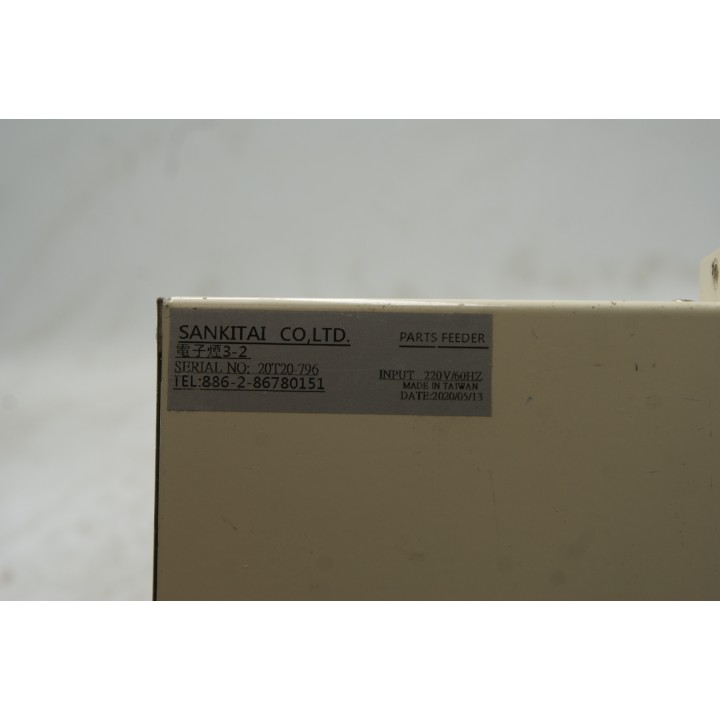 SANKITAI CO,LTD.
PARTS FEEDER
電子煙3-2
SERIAL NO: 20T20-796
INPUT 220V/60HZ
TEL:886-2-86780151
MADE IN TAIWAN
DATE:2020/05/13